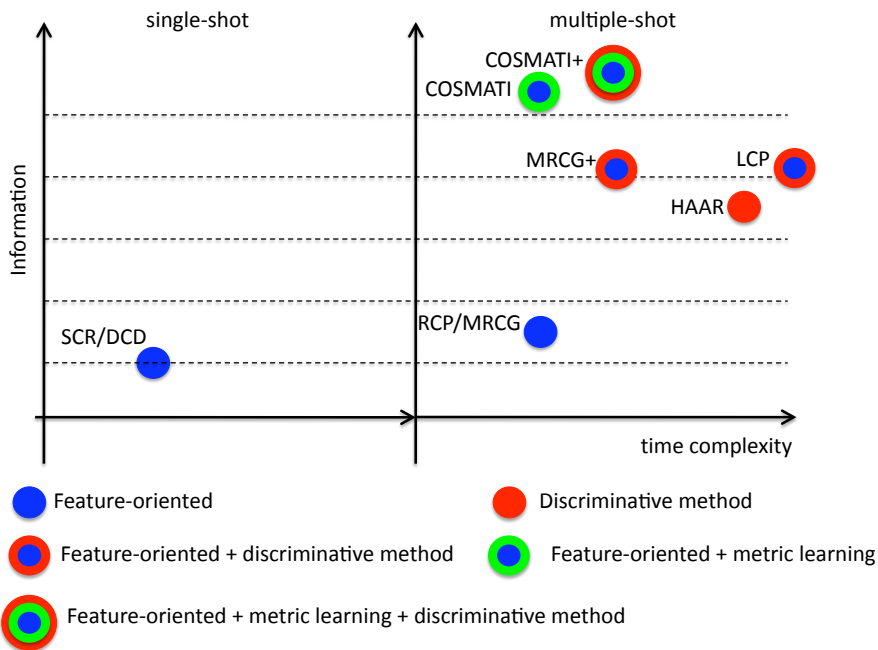 single-shot
multiple-shot
COSMATI+
COSMATI
MRCG+
LCP
HAAR
Information
SCR/DCD
RCP/MRCG
time complexity
Feature-oriented
Discriminative method
Feature-oriented + discriminative method
Feature-oriented + metric learning
Feature-oriented + metric learning + discriminative method